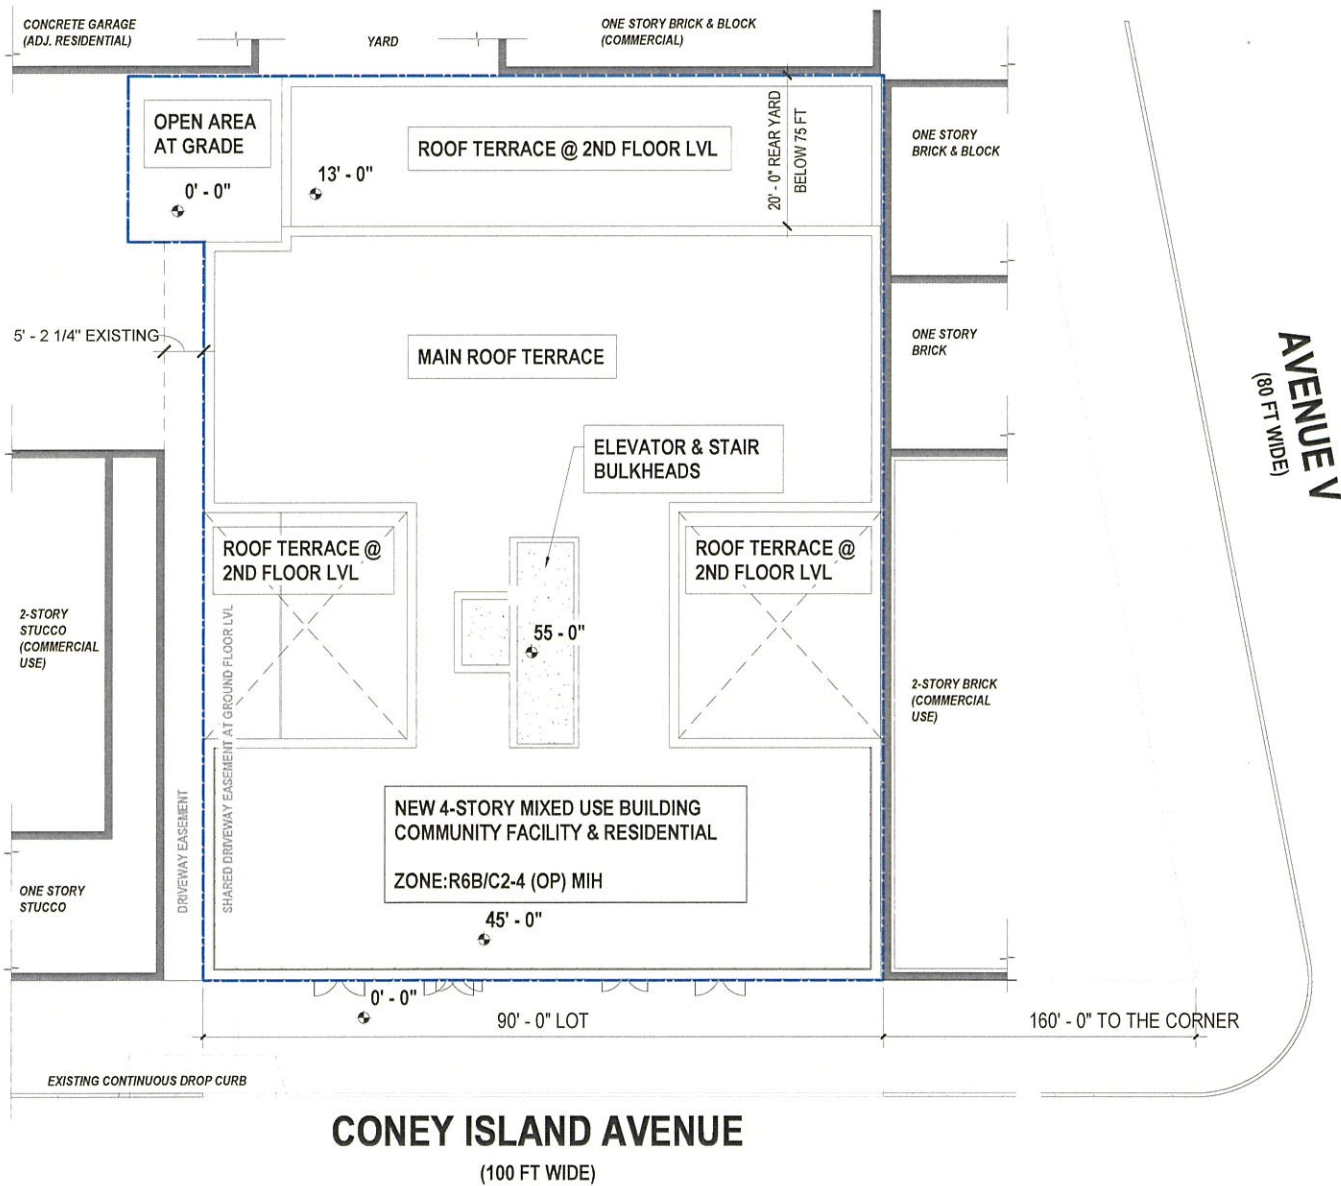 CONCRETE GARAGE
(ADJ. RESIDENTIAL)
YARD
ONE STORY BRICK & BLOCK
(COMMERCIAL)
OPEN AREA
AT GRADE
0' - 0"
13' - 0"
ROOF TERRACE @ 2ND FLOOR LVL
20' - 0" REAR YARD
BELOW 75 FT
ONE STORY
BRICK & BLOCK
5' - 2 1/4" EXISTING
MAIN ROOF TERRACE
ONE STORY
BRICK
AVENUE V
(80 FT WIDE)
ELEVATOR & STAIR
BULKHEADS
ROOF TERRACE @
2ND FLOOR LVL
ROOF TERRACE @
2ND FLOOR LVL
2-STORY
STUCCO
(COMMERCIAL
USE)
55 - 0"
2-STORY BRICK
(COMMERCIAL
USE)
DRIVEWAY EASEMENT
SHARED DRIVEWAY EASEMENT AT GROUND FLOOR LVL
NEW 4-STORY MIXED USE BUILDING
COMMUNITY FACILITY & RESIDENTIAL
ZONE:R6B/C2-4 (OP) MIH
ONE STORY
STUCCO
45' - 0"
0' - 0"
90' - 0" LOT
160' - 0" TO THE CORNER
EXISTING CONTINUOUS DROP CURB
CONEY ISLAND AVENUE
(100 FT WIDE)